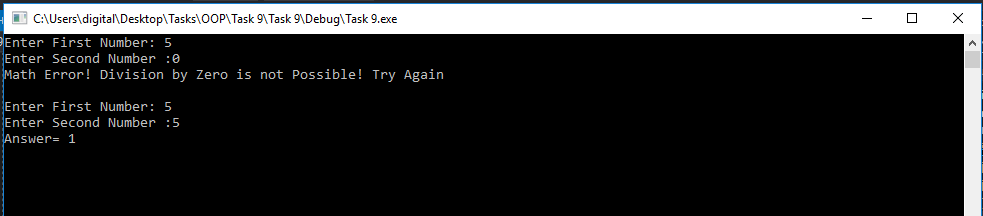 C:\Users\digital\Desktop\Tasks\OOP\Task 9\Task 9\Debug\Task 9.exe
Enter First Number: 5
Enter Second Number :0
Math Error! Division by Zero is not Possible! Try Again
Enter First Number: 5
Enter Second Number :5
Answer= 1